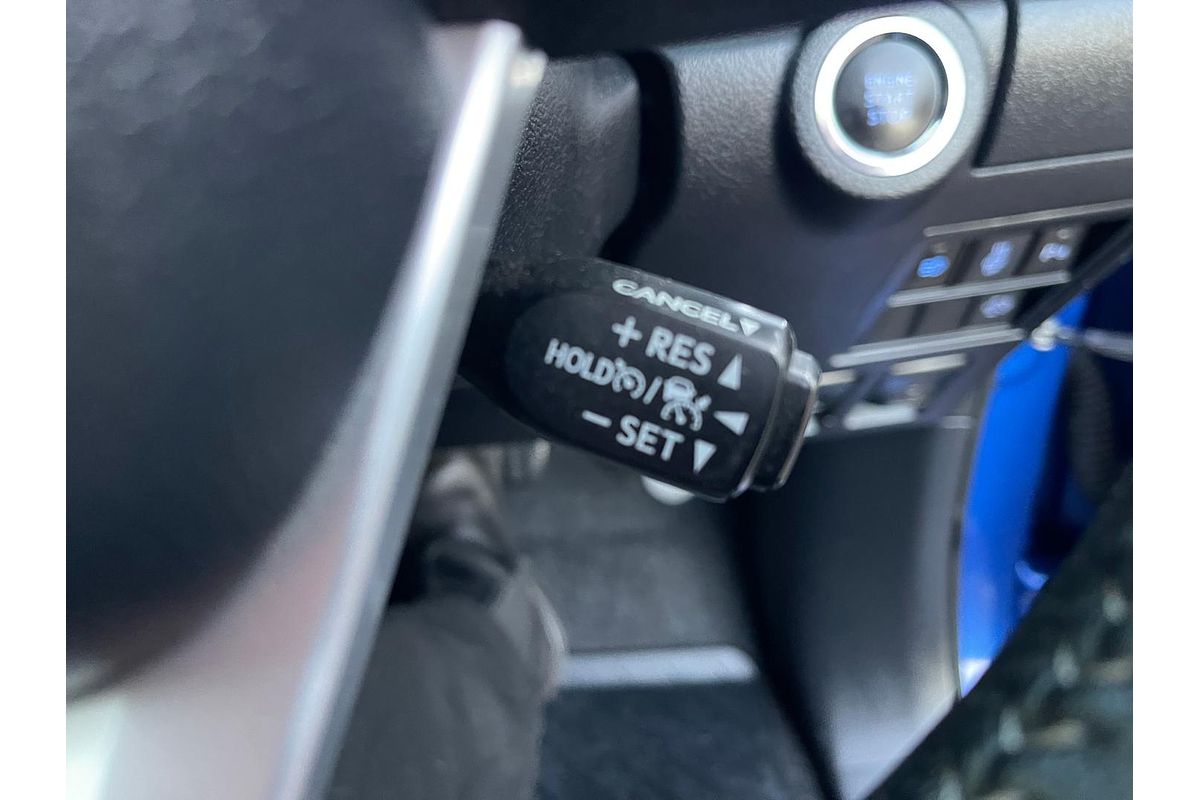 ENGINE
START
STOP
CANCEL
+ RES
HOLD /
− SET